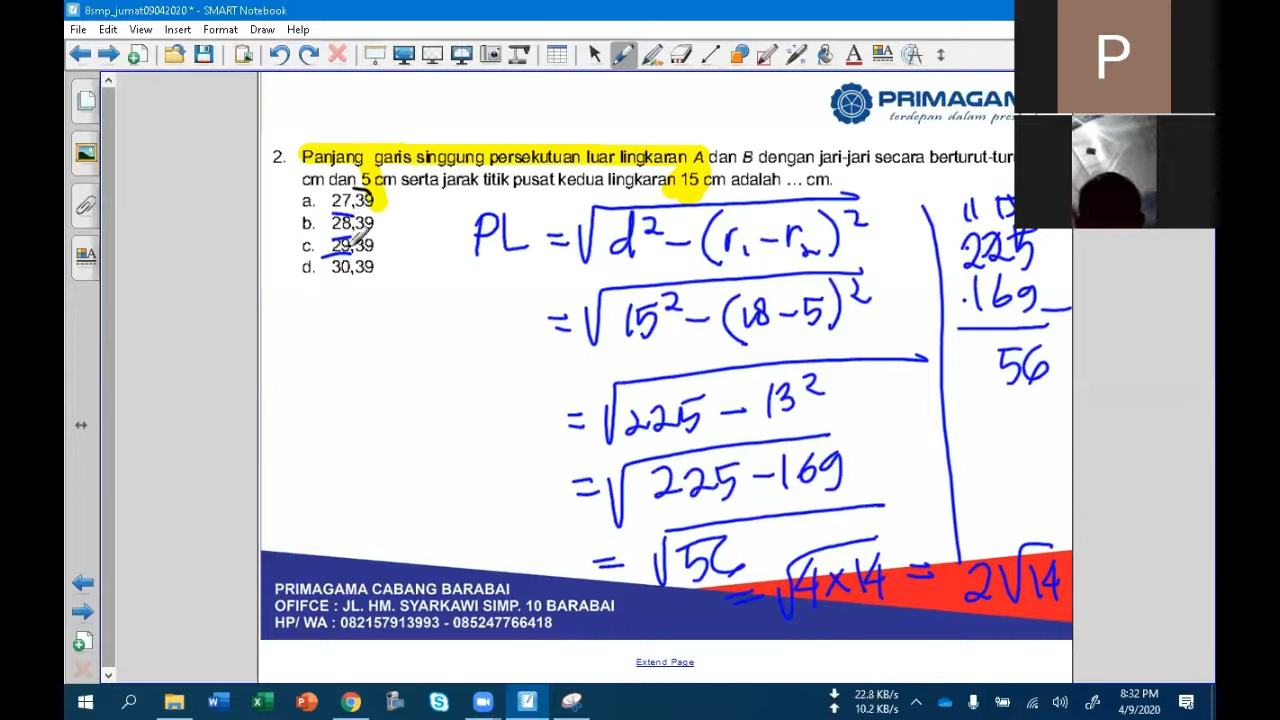 8smp_jumat09042020 * - SMART Notebook
File Edit View Insert Format Draw Help
P
PRIMAGAM
terdepan dalam pres
2. Panjang garis singgung persekutuan luar lingkaran A dan B dengan jari-jari secara berturut-tur
cm dan 5 cm serta jarak titik pusat kedua lingkaran 15 cm adalah ... cm.
a. 27,39
b. 28,39
c. 29,39
d. 30,39
PL = √d² - (r₁ - r₂)²
= √15² - (18 - 5)²
= √225 - 13²
= √225 - 169
= √56
= √4 x 14 = 2√14
225
169
56
PRIMAGAMA CABANG BARABAI
OFIFCE : JL. HM. SYARKAWI SIMP. 10 BARABAI
HP/ WA : 082157913993 - 085247766418
Extend Page
22.8 KB/s
10.2 KB/s
8:32 PM
4/9/2020